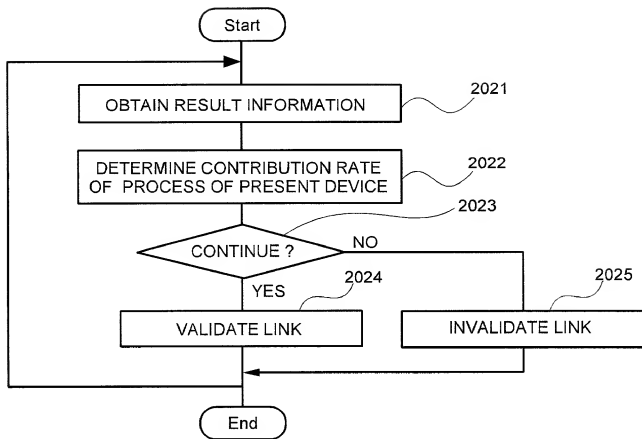 Start
OBTAIN RESULT INFORMATION
2021
DETERMINE CONTRIBUTION RATE
OF PROCESS OF PRESENT DEVICE
2022
2023
CONTINUE ?
NO
YES
2024
2025
VALIDATE LINK
INVALIDATE LINK
End